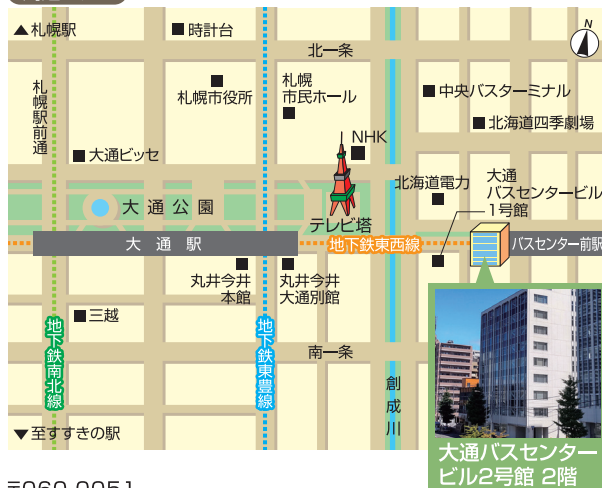 ▲札幌駅
時計台
N
北一条
札幌駅前通
札幌市役所
札幌
市民ホール
中央バスターミナル
北海道四季劇場
大通ビッセ
NHK
北海道電力
大通
バスセンタービル
1号館
大通公園
テレビ塔
大通駅
地下鉄東西線
バスセンター前駅
丸井今井
本館
丸井今井
大通別館
三越
地下鉄南北線
地下鉄東豊線
南一条
創成川
▼至すすきの駅
大通バスセンター
ビル2号館 2階
〒060-0051